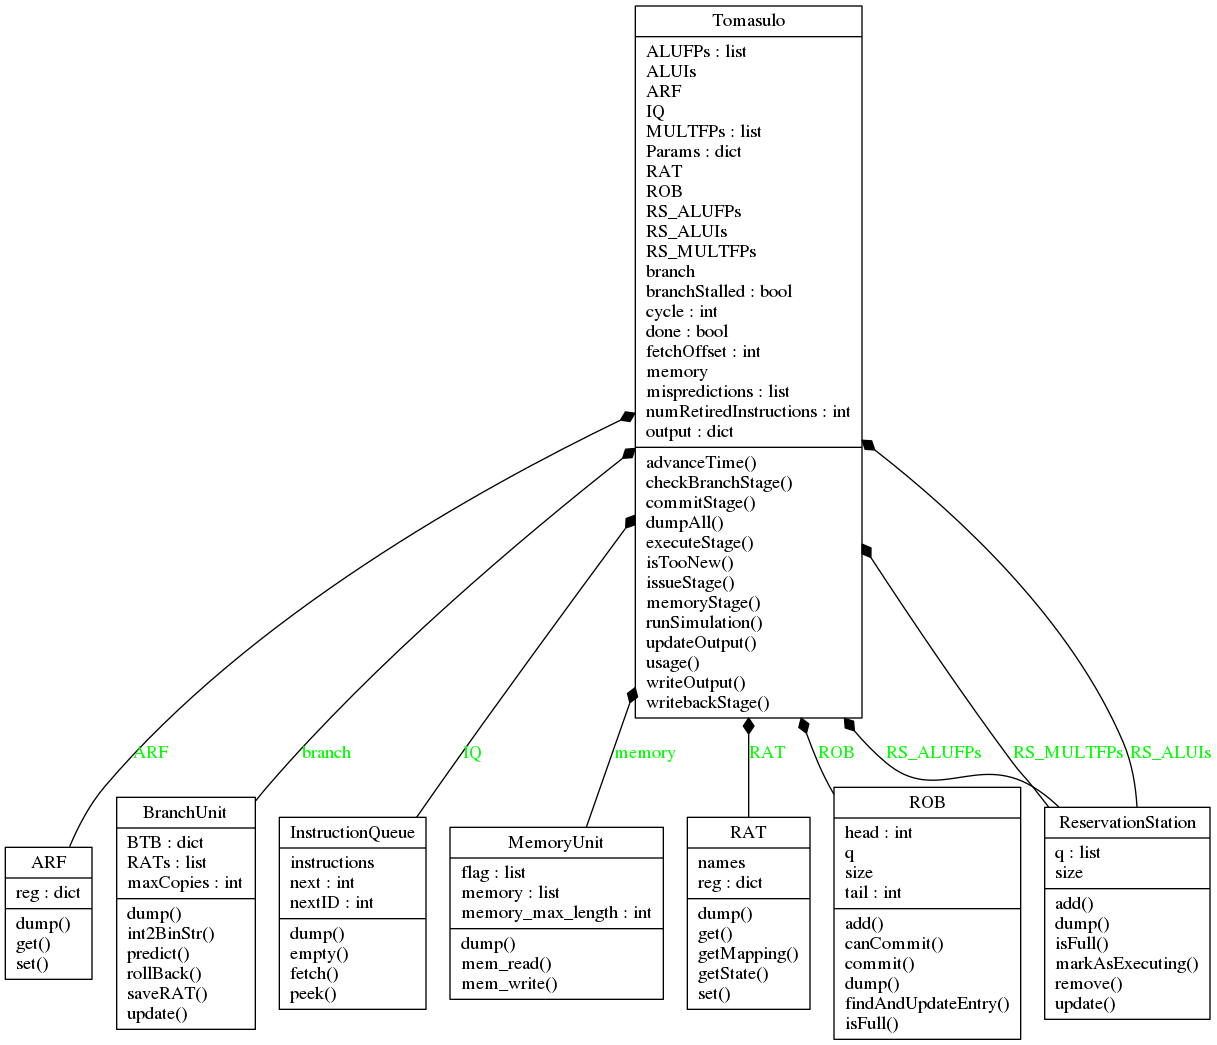 Tomasulo
ALUFPs : list
ALUIs
ARF
IQ
MULTFPs : list
Params : dict
RAT
ROB
RS_ALUFPs
RS_ALUIs
RS_MULTFPs
branch
branchStalled : bool
cycle : int
done : bool
fetchOffset : int
memory
mispredictions : list
numRetiredInstructions : int
output : dict
advanceTime()
checkBranchStage()
commitStage()
dumpAll()
executeStage()
isTooNew()
issueStage()
memoryStage()
runSimulation()
updateOutput()
usage()
writeOutput()
writebackStage()
ARF
branch
IQ
memory
RAT
ROB
RS_ALUFPs
RS_MULTFPs
RS_ALUIs
ARF
reg : dict
dump()
get()
set()
BranchUnit
BTB : dict
RATs : list
maxCopies : int
dump()
int2BinStr()
predict()
rollBack()
saveRAT()
update()
InstructionQueue
instructions
next : int
nextID : int
dump()
empty()
fetch()
peek()
MemoryUnit
flag : list
memory : list
memory_max_length : int
dump()
mem_read()
mem_write()
RAT
names
reg : dict
dump()
get()
getMapping()
getState()
set()
ROB
head : int
q
size
tail : int
add()
canCommit()
commit()
dump()
findAndUpdateEntry()
isFull()
ReservationStation
q : list
size
add()
dump()
isFull()
markAsExecuting()
remove()
update()